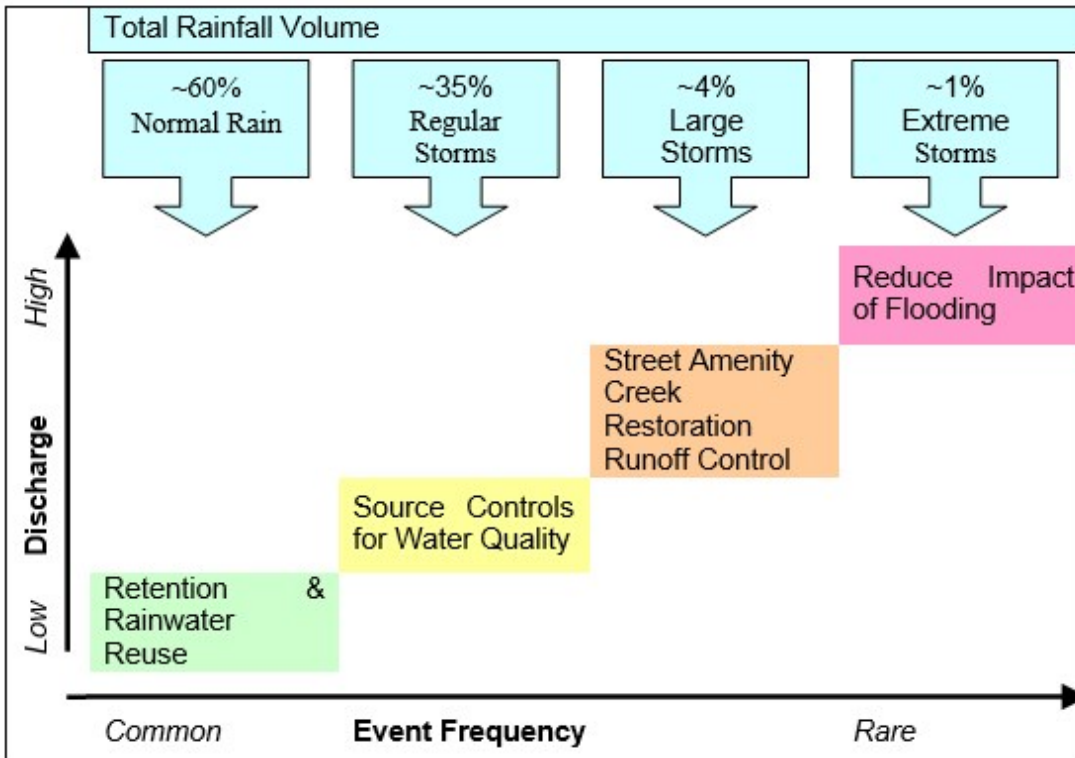 Total Rainfall Volume
~60%
Normal Rain
~35%
Regular
Storms
~4%
Large
Storms
~1%
Extreme
Storms
High
Discharge
Low
Reduce Impact
of Flooding
Street Amenity
Creek
Restoration
Runoff Control
Source Controls
for Water Quality
Retention &
Rainwater
Reuse
Common
Event Frequency
Rare